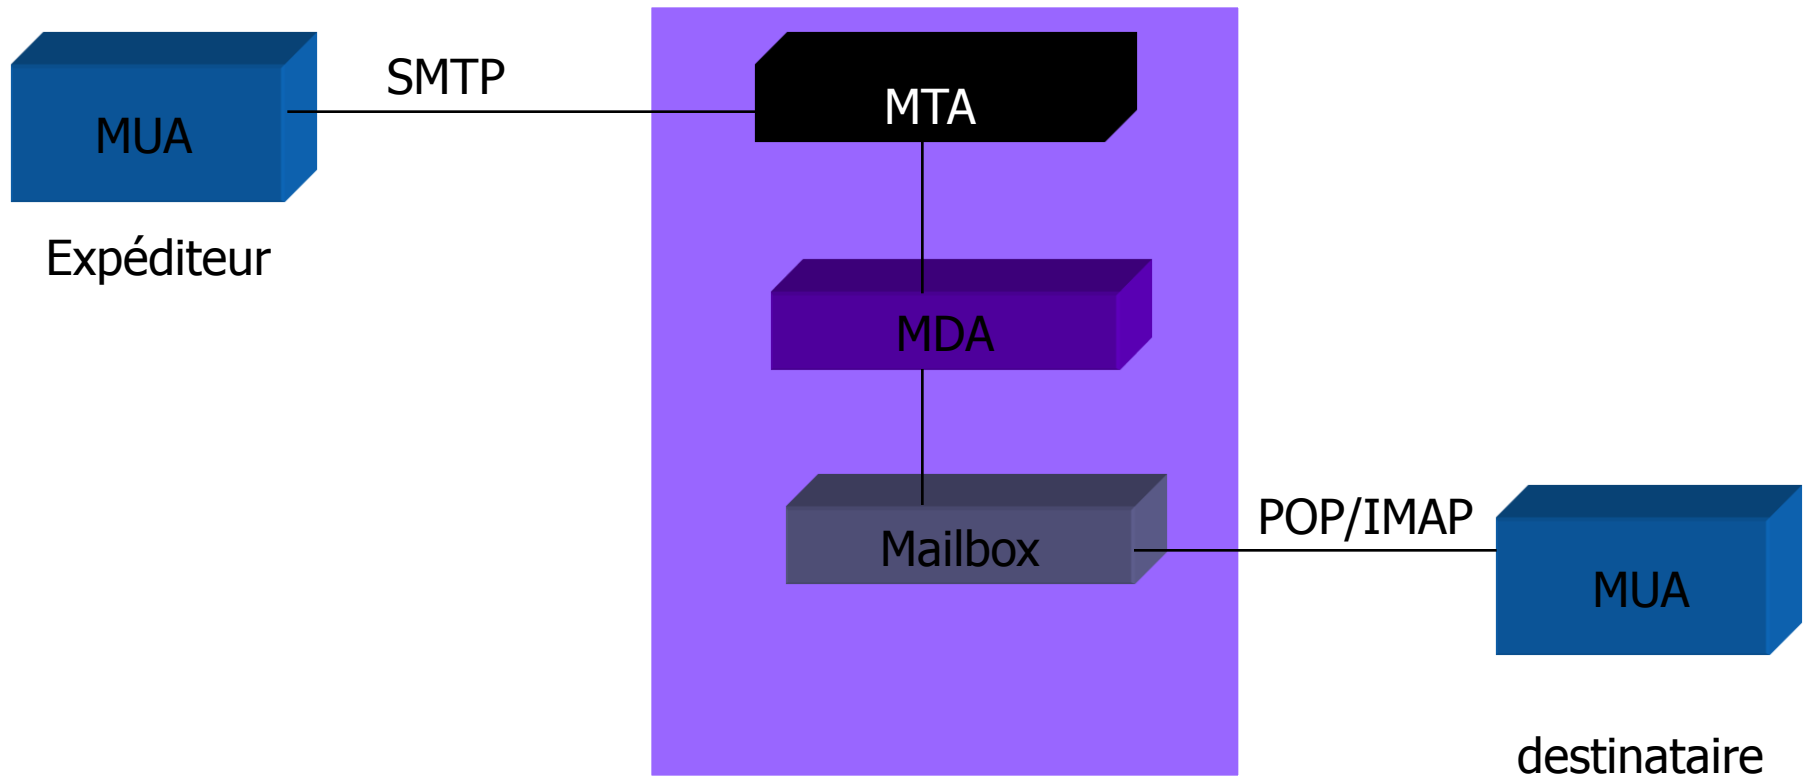 SMTP
MTA
MUA
Expéditeur
MDA
POP/IMAP
Mailbox
MUA
destinataire